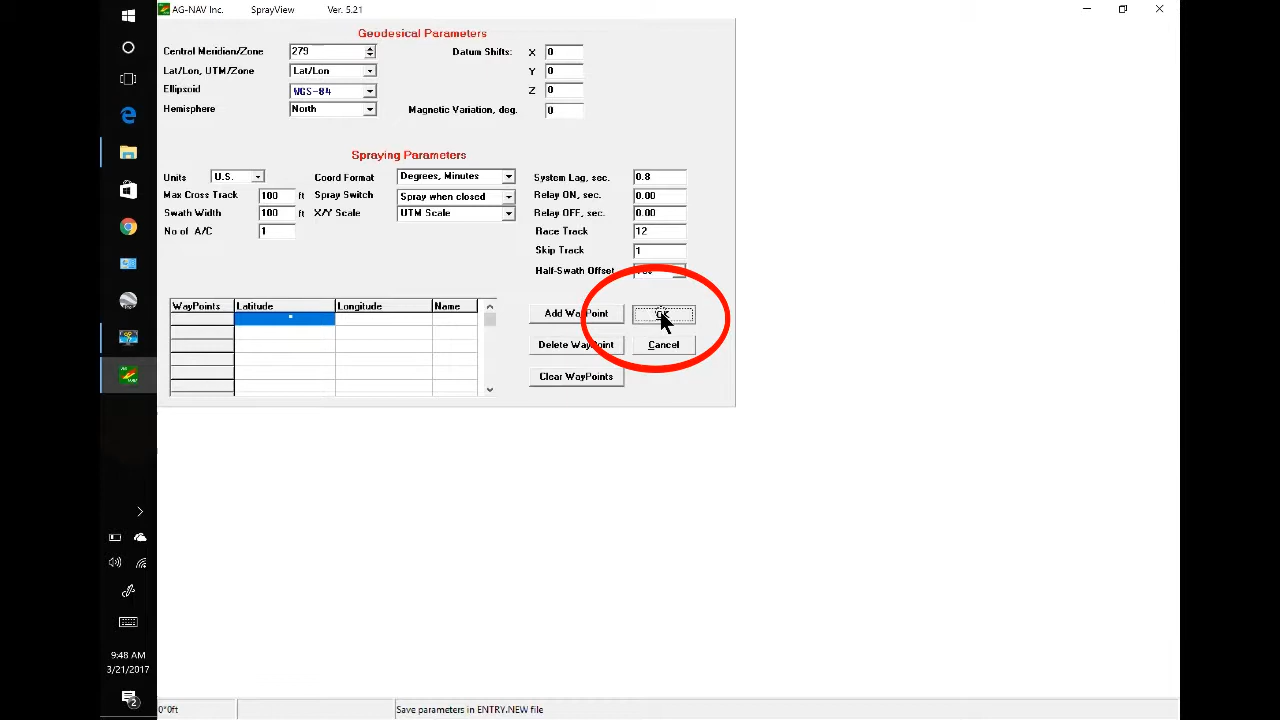 AG-NAV Inc. SprayView Ver. 5.21
Geodesical Parameters
Central Meridian/Zone 279 Datum Shifts: X 0
Lat/Lon, UTM/Zone Lat/Lon Y 0
Ellipsoid WGS-84 Z 0
Hemisphere North Magnetic Variation, deg. 0
Spraying Parameters
Units U.S. Coord Format Degrees, Minutes System Lag, sec. 0.8
Max Cross Track 100 ft Spray Switch Spray when closed Relay ON, sec. 0.00
Swath Width 100 ft X/Y Scale UTM Scale Relay OFF, sec. 0.00
No of A/C 1 Race Track 12
Skip Track 1
Half-Swath Offset
WayPoints Latitude Longitude Name
Add WayPoint
Delete WayPoint Cancel
Clear WayPoints
9:48 AM
3/21/2017
2
0*0ft Save parameters in ENTRY.NEW file